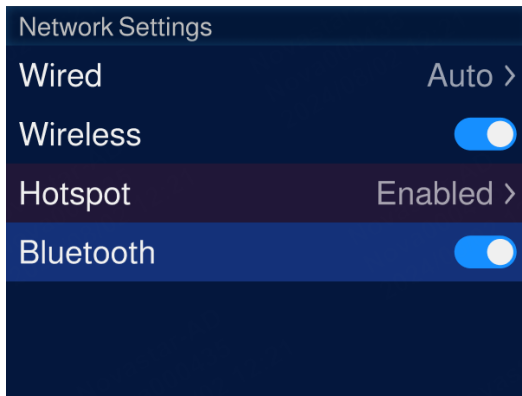 Network Settings
Wired Auto >
Wireless
Hotspot Enabled >
Bluetooth